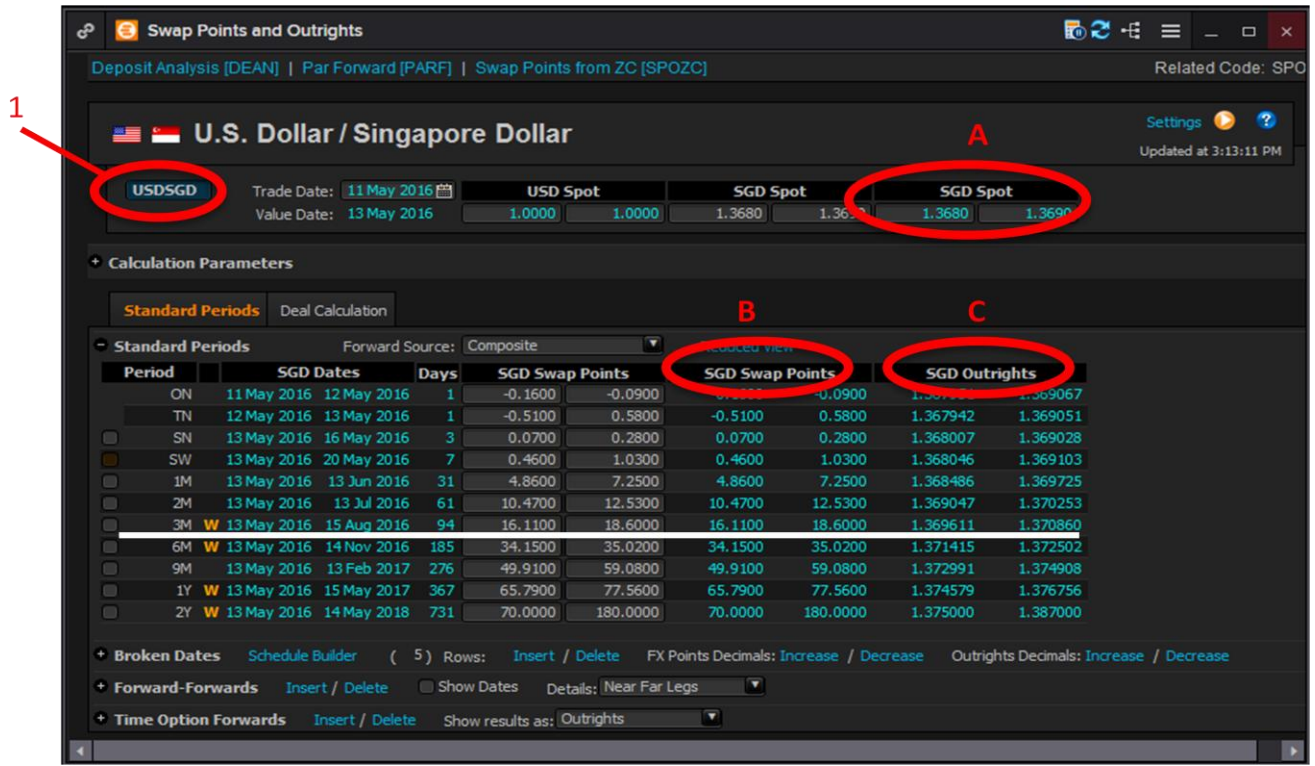 Swap Points and Outrights
Deposit Analysis [DEAN] | Par Forward [PARF] | Swap Points from ZC [SPOZC] Related Code: SPO
1
U.S. Dollar / Singapore Dollar A Settings ?
Updated at 3:13:11 PM
USDSGD Trade Date: 11 May 2016 USD Spot SGD Spot SGD Spot
Value Date: 13 May 2016 1.0000 1.0000 1.3680 1.3680 1.3690
+ Calculation Parameters
Standard Periods Deal Calculation B C
- Standard Periods Forward Source: Composite
Period SGD Dates Days SGD Swap Points SGD Swap Points SGD Outrights
ON 11 May 2016 12 May 2016 1 -0.1600 -0.0900 -0.0900 1.369067
TN 12 May 2016 13 May 2016 1 -0.5100 0.5800 -0.5100 0.5800 1.367942 1.369051
SN 13 May 2016 16 May 2016 3 0.0700 0.2800 0.0700 0.2800 1.368007 1.369028
SW 13 May 2016 20 May 2016 7 0.4600 1.0300 0.4600 1.0300 1.368046 1.369103
1M 13 May 2016 13 Jun 2016 31 4.8600 7.2500 4.8600 7.2500 1.368486 1.369725
2M 13 May 2016 13 Jul 2016 61 10.4700 12.5300 10.4700 12.5300 1.369047 1.370253
3M W 13 May 2016 15 Aug 2016 94 16.1100 18.6000 16.1100 18.6000 1.369611 1.370860
6M W 13 May 2016 14 Nov 2016 185 34.1500 35.0200 34.1500 35.0200 1.371415 1.372502
9M 13 May 2016 13 Feb 2017 276 49.9100 59.0800 49.9100 59.0800 1.372991 1.374908
1Y W 13 May 2016 15 May 2017 367 65.7900 77.5600 65.7900 77.5600 1.374579 1.376756
2Y W 13 May 2016 14 May 2018 731 70.0000 180.0000 70.0000 180.0000 1.375000 1.387000
+ Broken Dates Schedule Builder ( 5 ) Rows: Insert / Delete FX Points Decimals: Increase / Decrease Outrights Decimals: Increase / Decrease
+ Forward-Forwards Insert / Delete Show Dates Details: Near Far Legs
+ Time Option Forwards Insert / Delete Show results as: Outrights